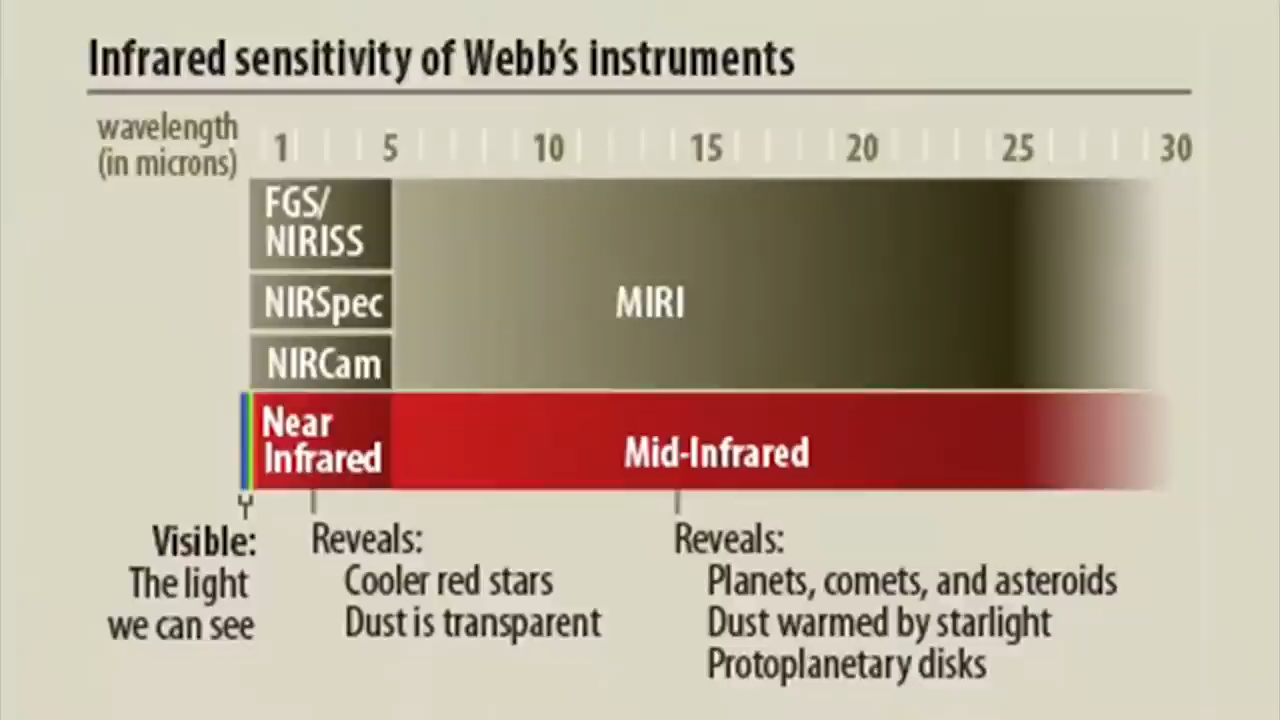 Infrared sensitivity of Webb's instruments
wavelength
(in microns)
1 5 10 15 20 25 30
FGS/
NIRISS
NIRSpec
MIRI
NIRCam
Near
Infrared
Mid-Infrared
Visible:
The light
we can see
Reveals:
Cooler red stars
Dust is transparent
Reveals:
Planets, comets, and asteroids
Dust warmed by starlight
Protoplanetary disks